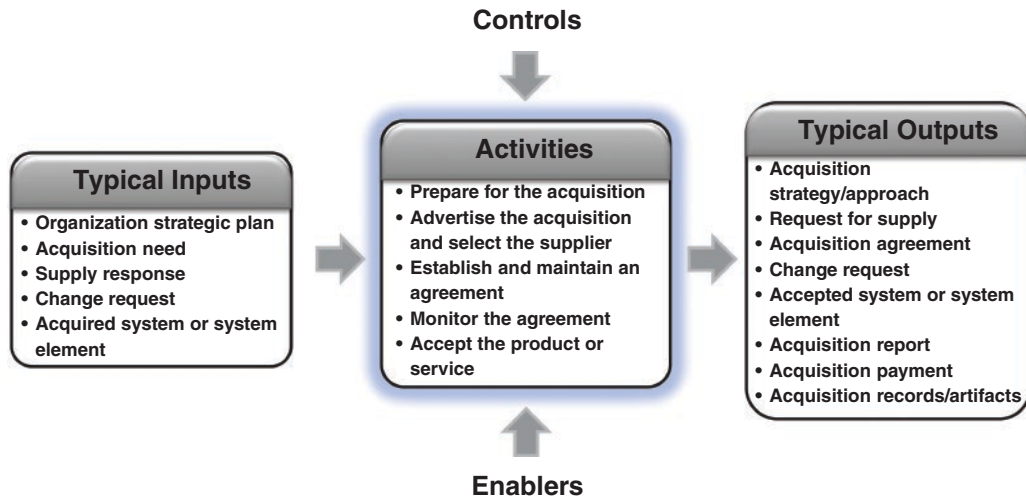 Controls
Typical Inputs
• Organization strategic plan
• Acquisition need
• Supply response
• Change request
• Acquired system or system
element
Activities
• Prepare for the acquisition
• Advertise the acquisition
and select the supplier
• Establish and maintain an
agreement
• Monitor the agreement
• Accept the product or
service
Typical Outputs
• Acquisition
strategy/approach
• Request for supply
• Acquisition agreement
• Change request
• Accepted system or system
element
• Acquisition report
• Acquisition payment
• Acquisition records/artifacts
Enablers